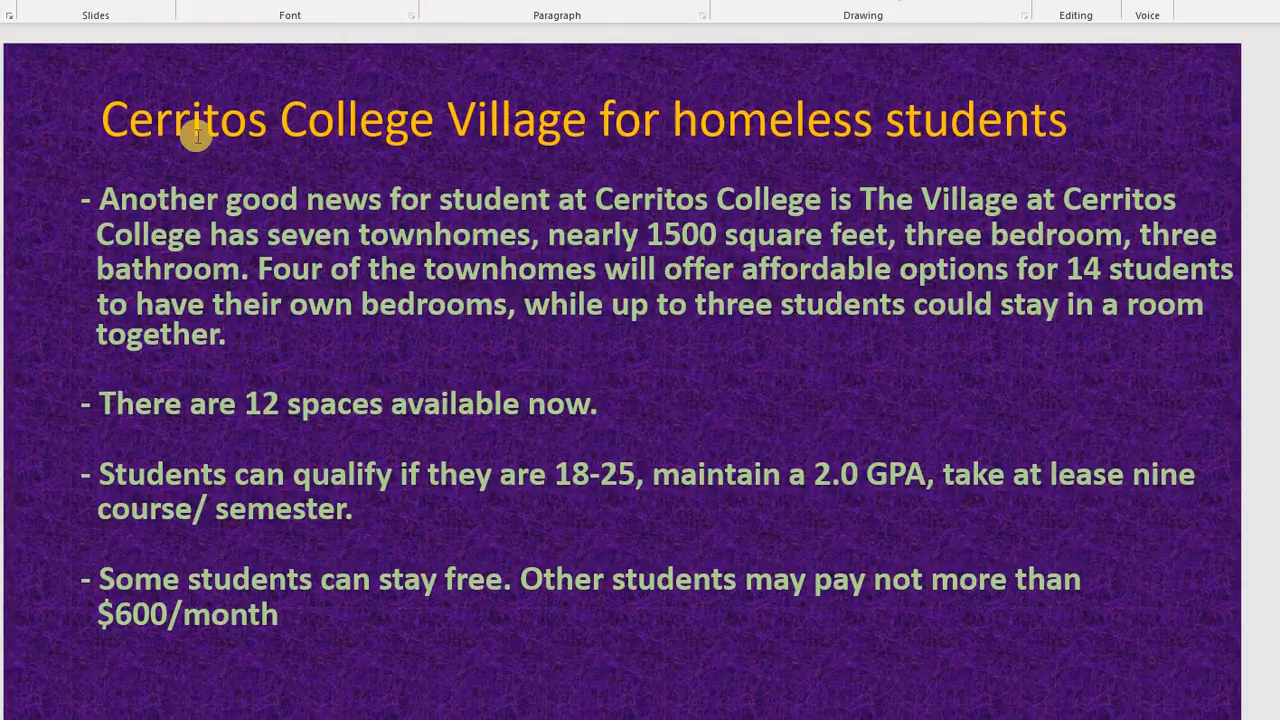 Slides Font Paragraph Drawing Editing Voice
Cerritos College Village for homeless students
- Another good news for student at Cerritos College is The Village at Cerritos
College has seven townhomes, nearly 1500 square feet, three bedroom, three
bathroom. Four of the townhomes will offer affordable options for 14 students
to have their own bedrooms, while up to three students could stay in a room
together.
- There are 12 spaces available now.
- Students can qualify if they are 18-25, maintain a 2.0 GPA, take at lease nine
course/ semester.
- Some students can stay free. Other students may pay not more than
$600/month